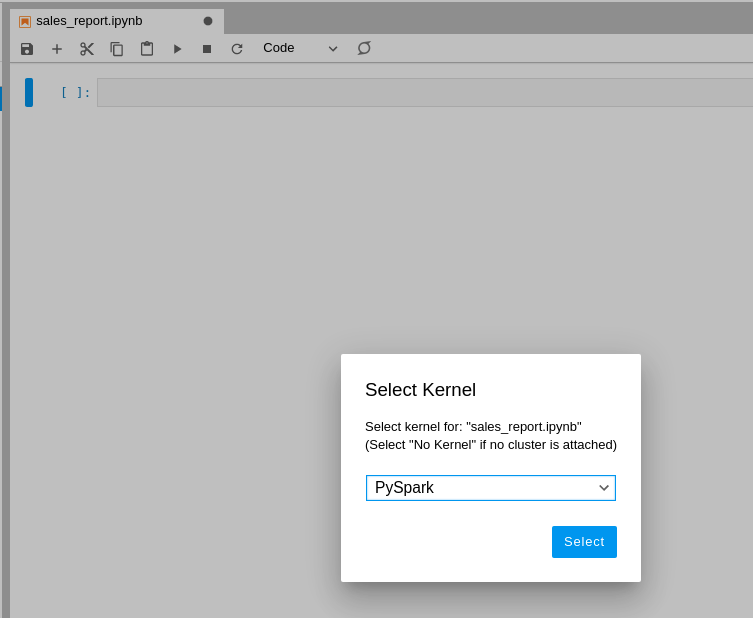 sales_report.ipynb
Code
[ ]:
Select Kernel
Select kernel for: "sales_report.ipynb"
(Select "No Kernel" if no cluster is attached)
PySpark
Select